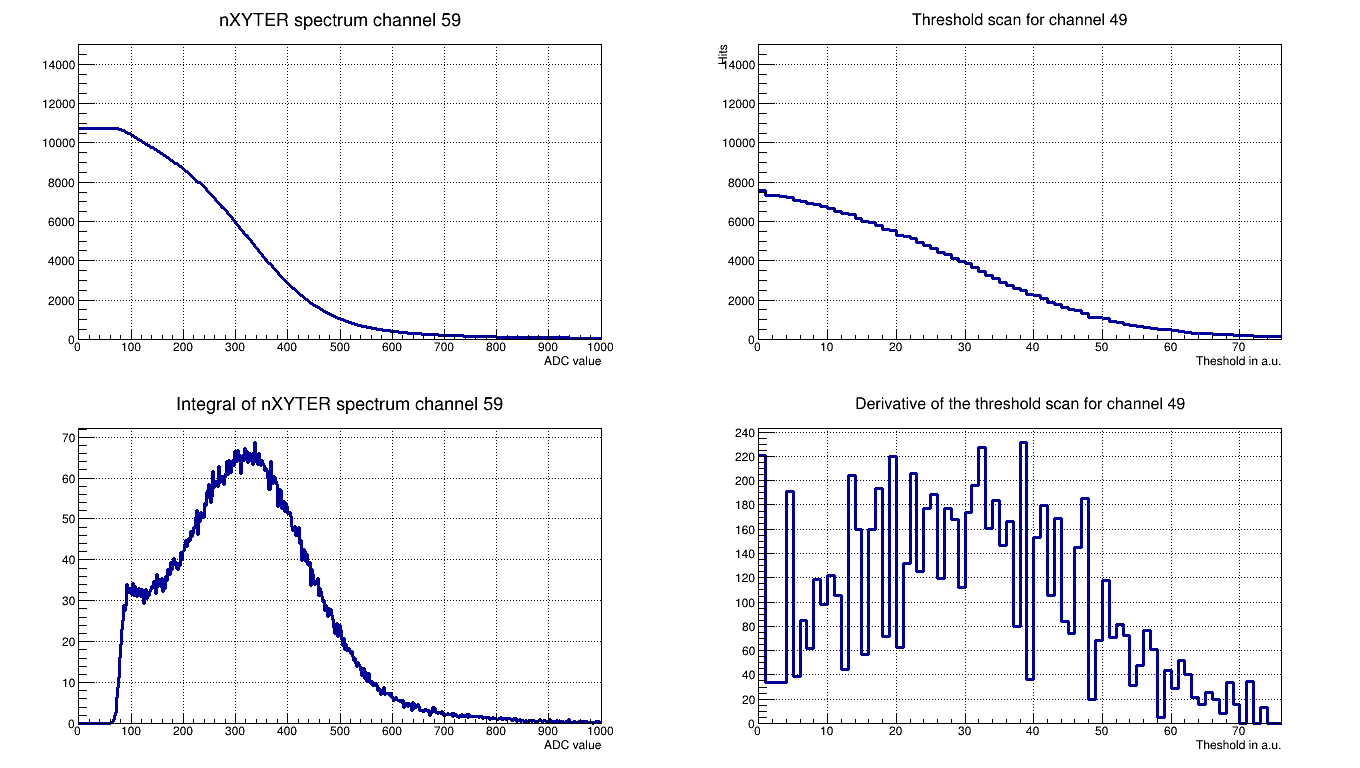 nXYTER spectrum channel 59
14000
12000
10000
8000
6000
4000
2000
0
0 100 200 300 400 500 600 700 800 900 1000
ADC value
Threshold scan for channel 49
Hits
14000
12000
10000
8000
6000
4000
2000
0
0 10 20 30 40 50 60 70
Theshold in a.u.
Integral of nXYTER spectrum channel 59
70
60
50
40
30
20
10
0
0 100 200 300 400 500 600 700 800 900 1000
ADC value
Derivative of the threshold scan for channel 49
240
220
200
180
160
140
120
100
80
60
40
20
0
0 10 20 30 40 50 60 70
Theshold in a.u.